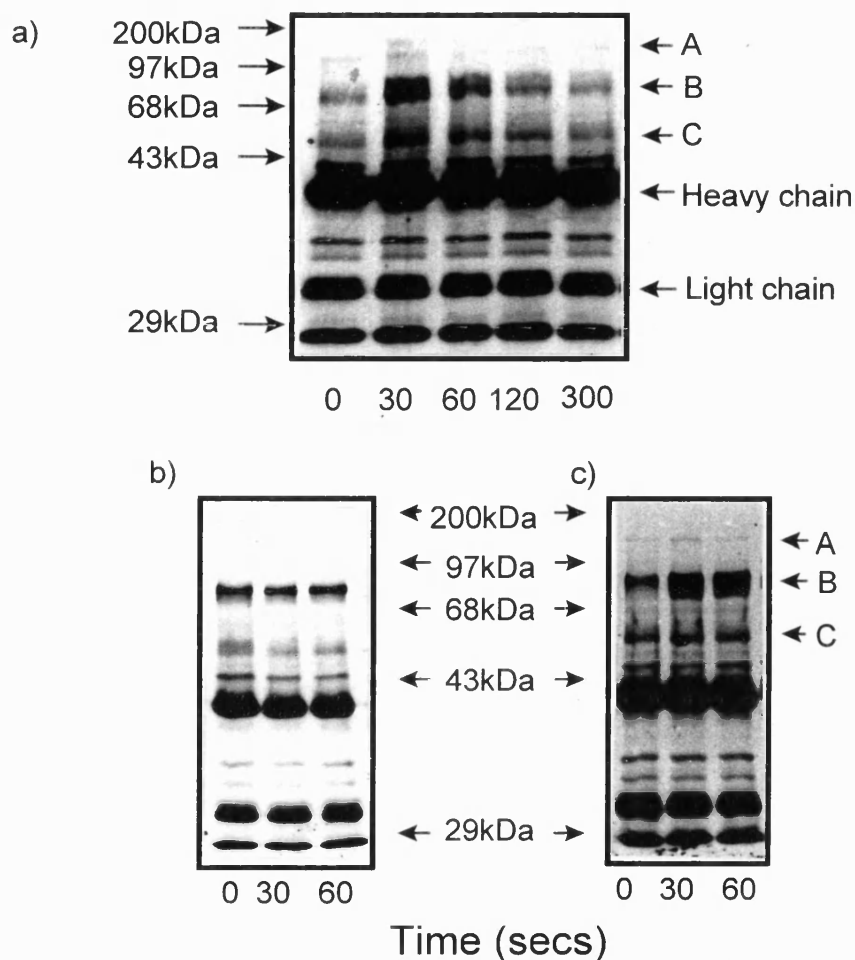 a)
200kDa
97kDa
68kDa
43kDa
29kDa
A
B
C
Heavy chain
Light chain
0 30 60 120 300
b)
c)
200kDa
97kDa
68kDa
43kDa
29kDa
A
B
C
0 30 60
0 30 60
Time (secs)